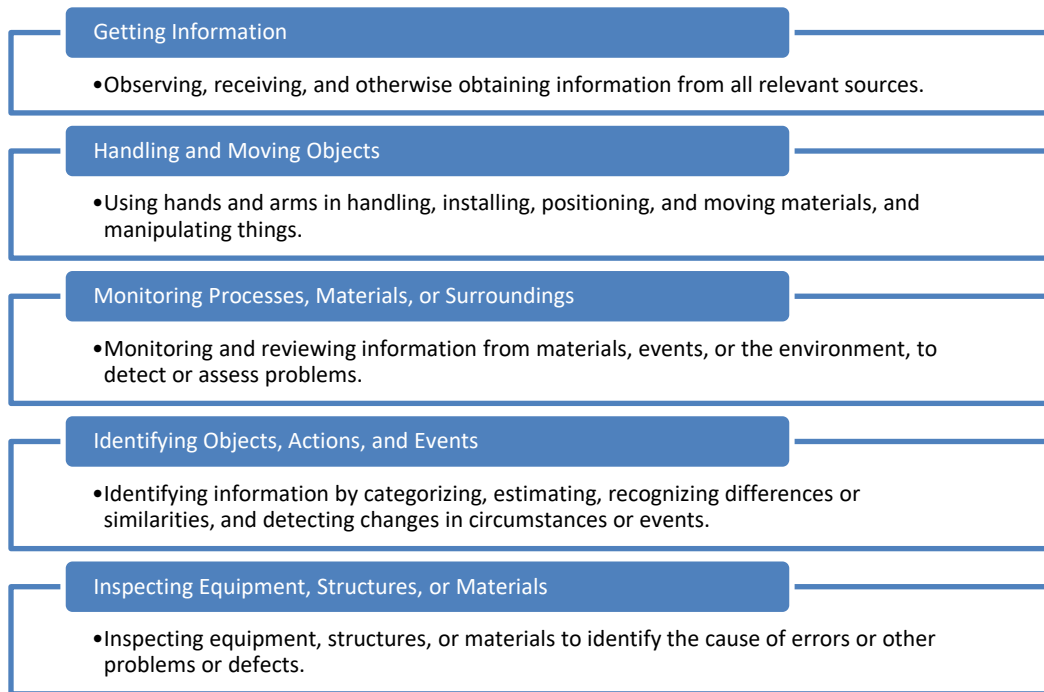 Getting Information
•Observing, receiving, and otherwise obtaining information from all relevant sources.
Handling and Moving Objects
•Using hands and arms in handling, installing, positioning, and moving materials, and
manipulating things.
Monitoring Processes, Materials, or Surroundings
•Monitoring and reviewing information from materials, events, or the environment, to
detect or assess problems.
Identifying Objects, Actions, and Events
•Identifying information by categorizing, estimating, recognizing differences or
similarities, and detecting changes in circumstances or events.
Inspecting Equipment, Structures, or Materials
•Inspecting equipment, structures, or materials to identify the cause of errors or other
problems or defects.